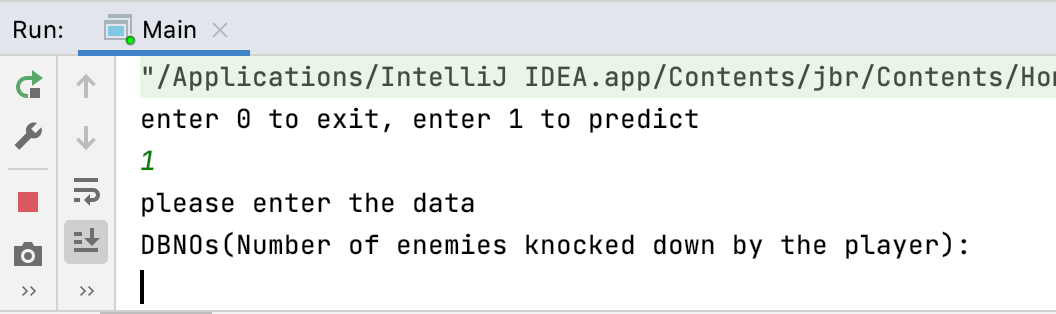 Run: Main
"/Applications/IntelliJ IDEA.app/Contents/jbr/Contents/Ho
enter 0 to exit, enter 1 to predict
1
please enter the data
DBNOs(Number of enemies knocked down by the player):